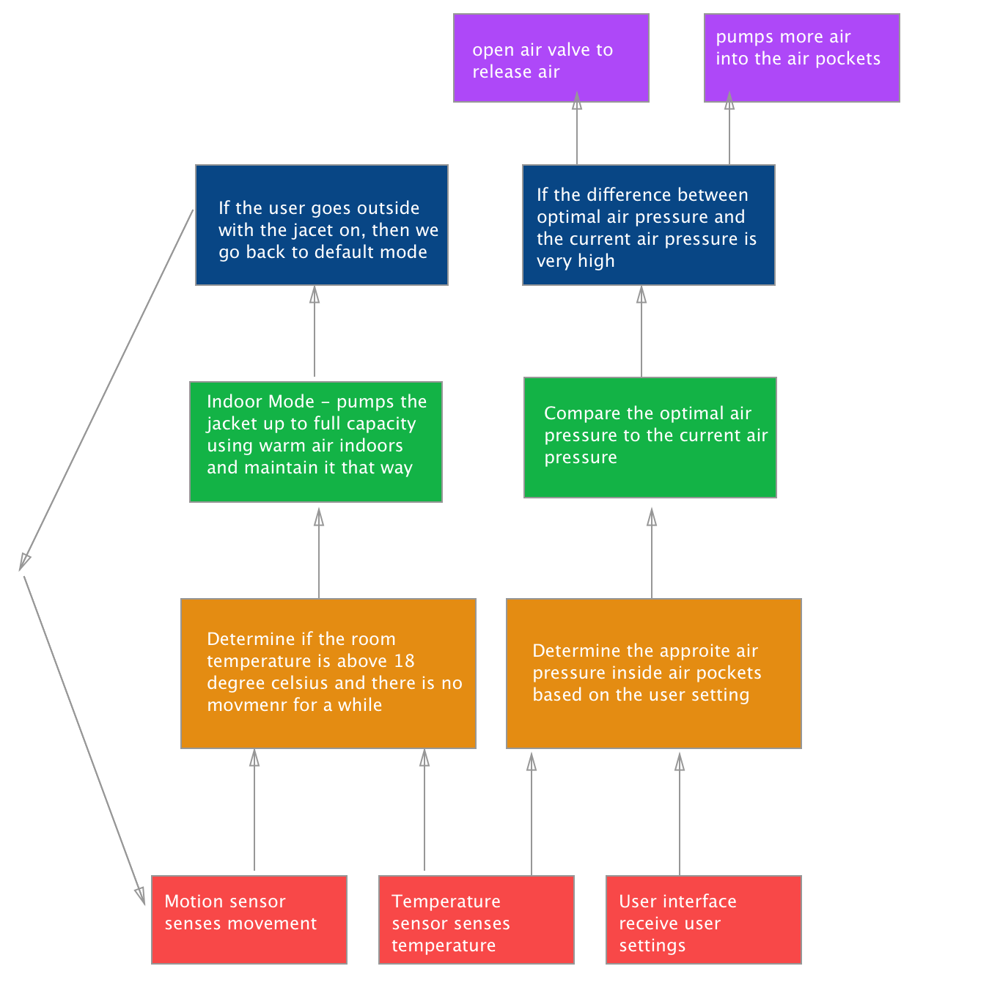 open air valve to
release air
pumps more air
into the air pockets
If the user goes outside
with the jacet on, then we
go back to default mode
If the difference between
optimal air pressure and
the current air pressure is
very high
Indoor Mode – pumps the
jacket up to full capacity
using warm air indoors
and maintain it that way
Compare the optimal air
pressure to the current air
pressure
Determine if the room
temperature is above 18
degree celsius and there is no
movmenr for a while
Determine the approite air
pressure inside air pockets
based on the user setting
Motion sensor
senses movement
Temperature
sensor senses
temperature
User interface
receive user
settings